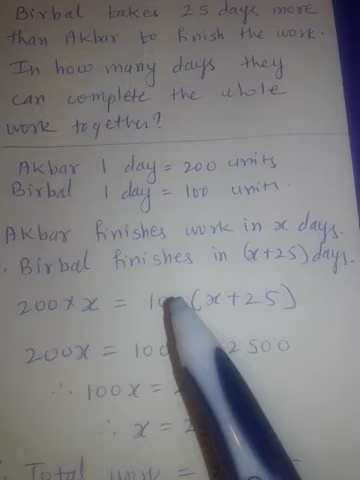 Birbal takes 25 days more
than Akbar to finish the work.
In how many days they
can complete the whole
work together?
Akbar 1 day = 200 units
Birbal 1 day = 100 units.
Akbar finishes work in x days.
. Birbal finishes in (x+25) days.
200 × x = (x+25)
200x = 100 2500
∴ 100x =
∴ x = 2
Total work =